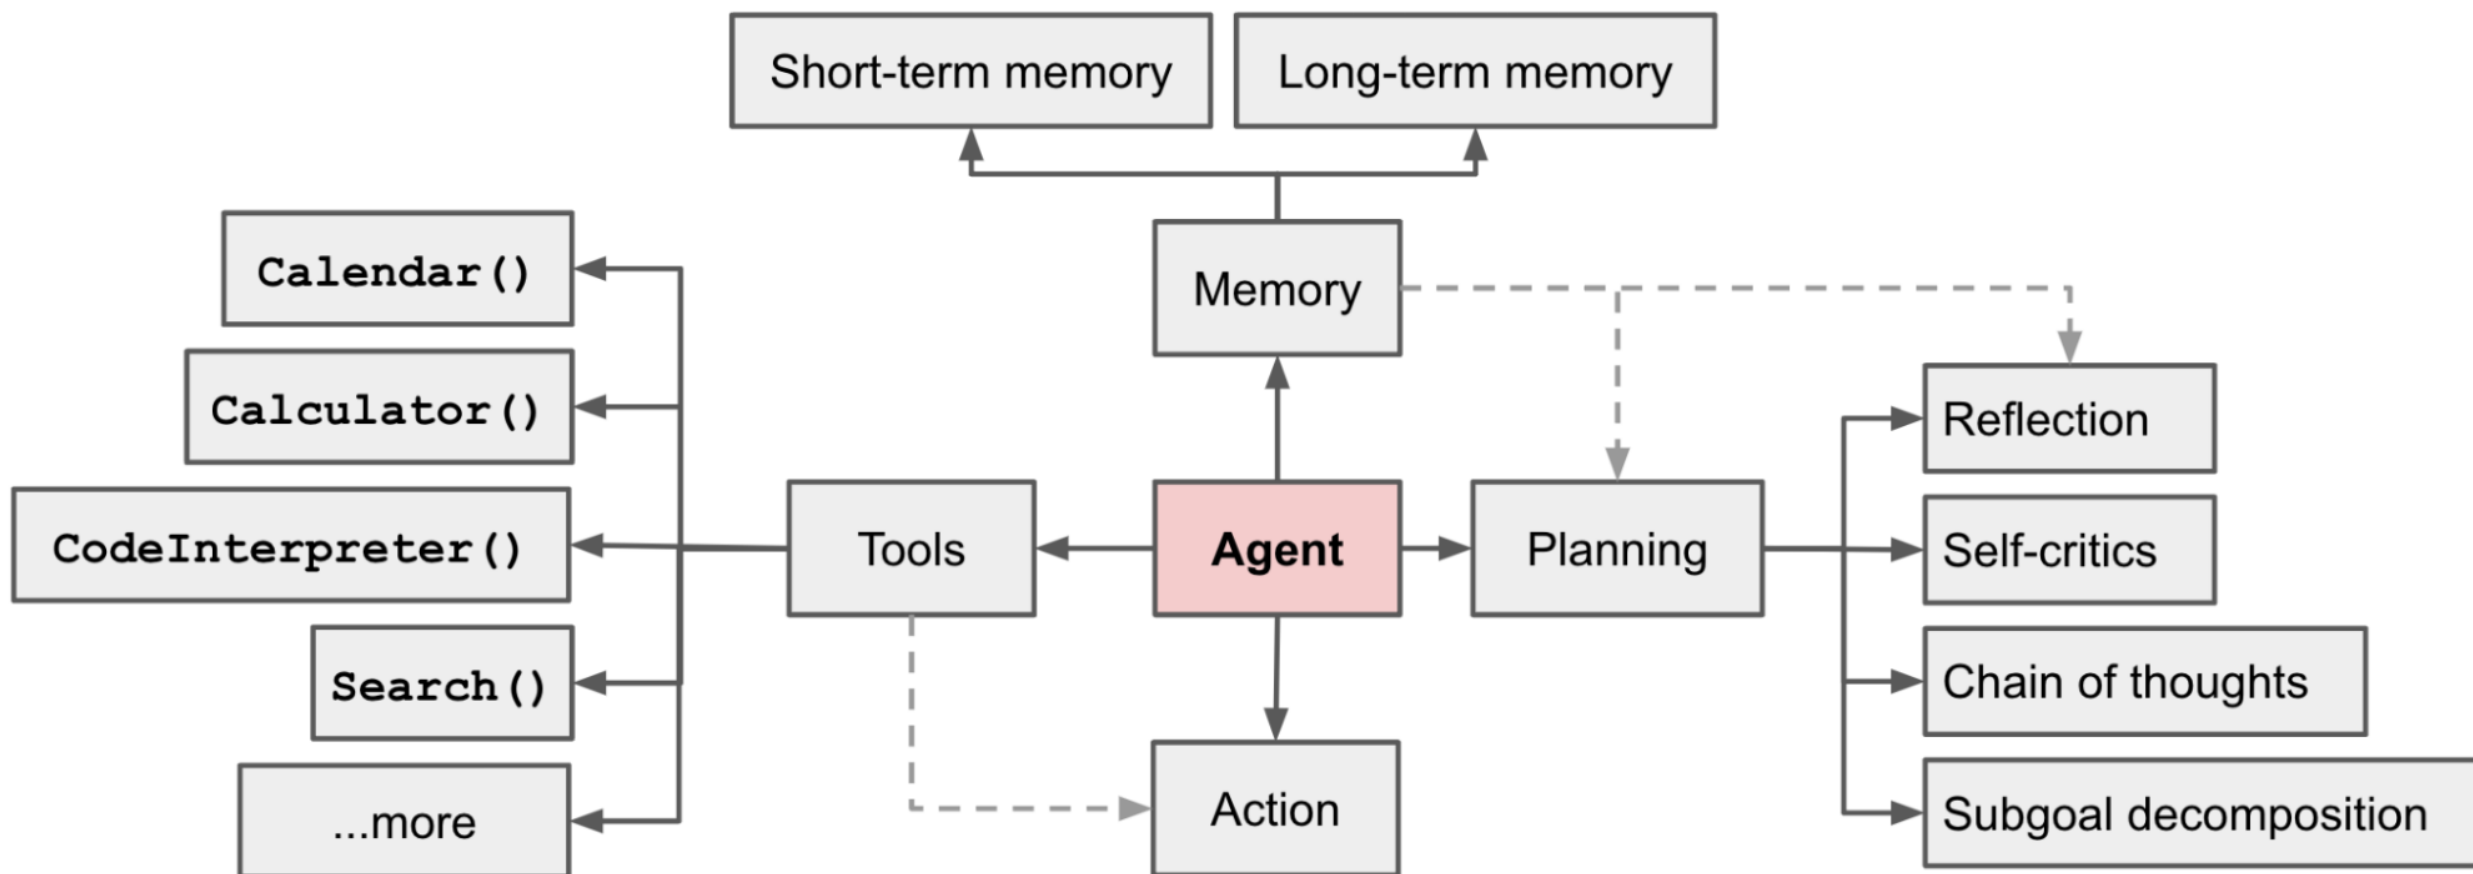 Short-term memory
Long-term memory
Calendar()
Memory
Calculator()
Reflection
CodeInterpreter()
Tools
Agent
Planning
Self-critics
Search()
Chain of thoughts
...more
Action
Subgoal decomposition